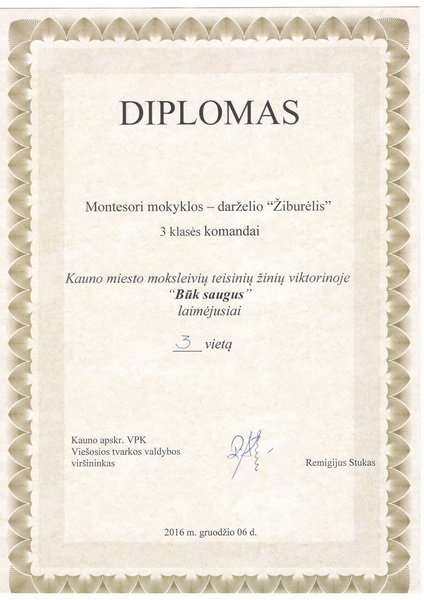 DIPLOMAS
Montesori mokyklos – darželio “Žiburėlis”
3 klasės komandai
Kauno miesto moksleivių teisinių žinių viktorinoje
“Būk saugus”
laimėjusiai
3 vietą
Kauno apskr. VPK
Viešosios tvarkos valdybos
viršininkas
Remigijus Stukas
2016 m. gruodžio 06 d.